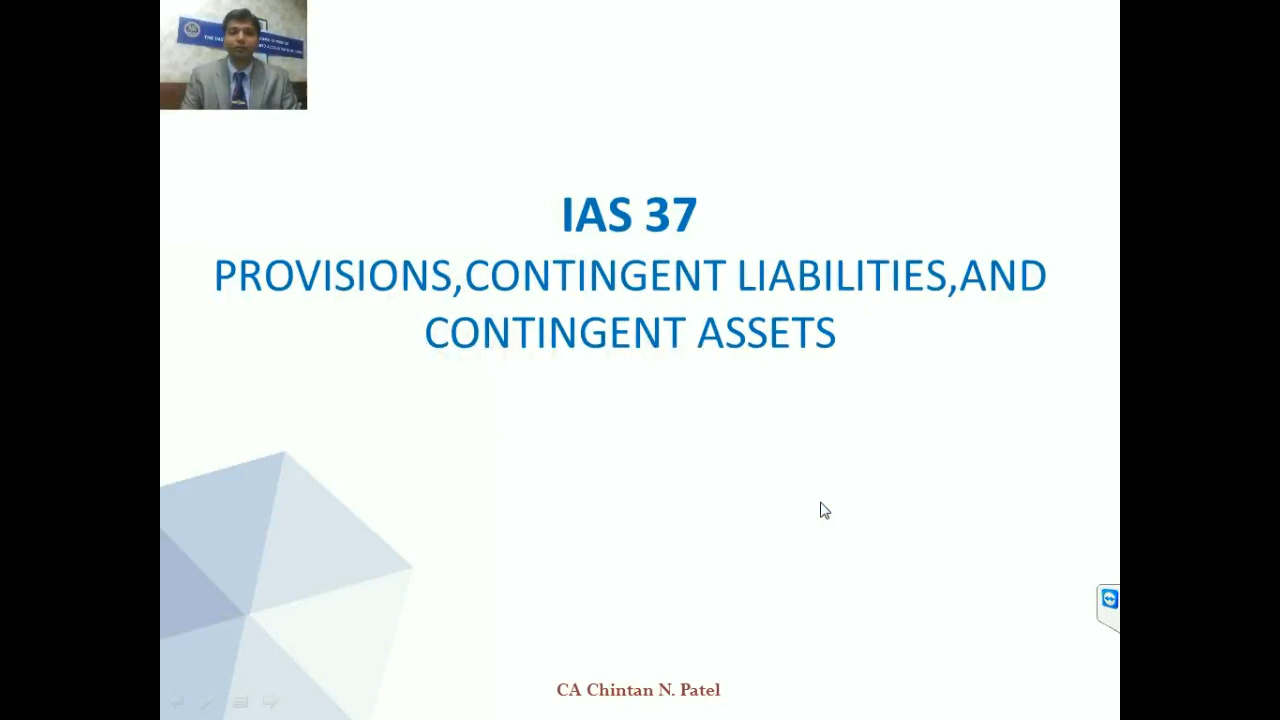 IAS 37
PROVISIONS,CONTINGENT LIABILITIES,AND
CONTINGENT ASSETS
CA Chintan N. Patel